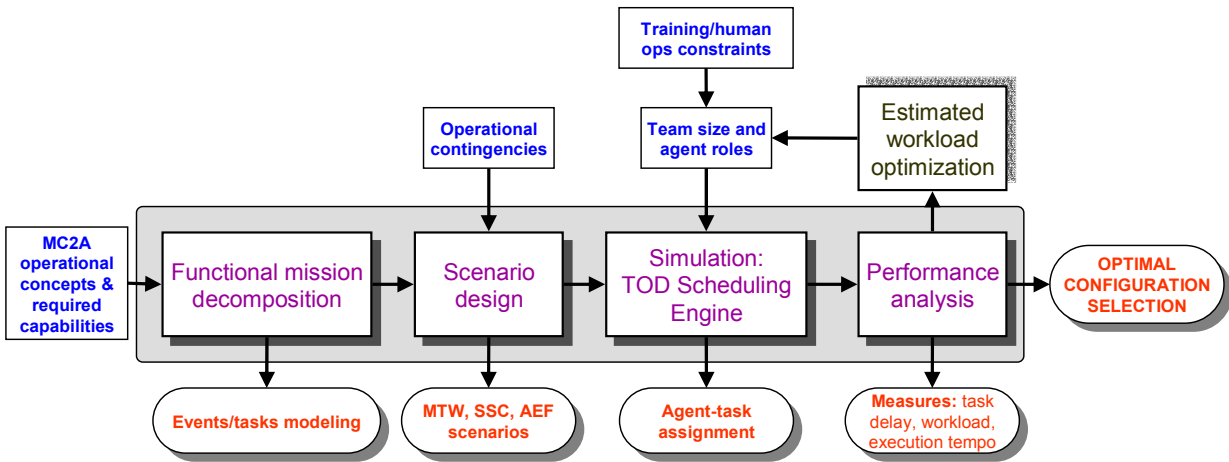 Training/human
ops constraints
Operational
contingencies
Team size and
agent roles
Estimated
workload
optimization
MC2A
operational
concepts &
required
capabilities
Functional mission
decomposition
Scenario
design
Simulation:
TOD Scheduling
Engine
Performance
analysis
OPTIMAL
CONFIGURATION
SELECTION
Events/tasks modeling
MTW, SSC, AEF
scenarios
Agent-task
assignment
Measures: task
delay, workload,
execution tempo